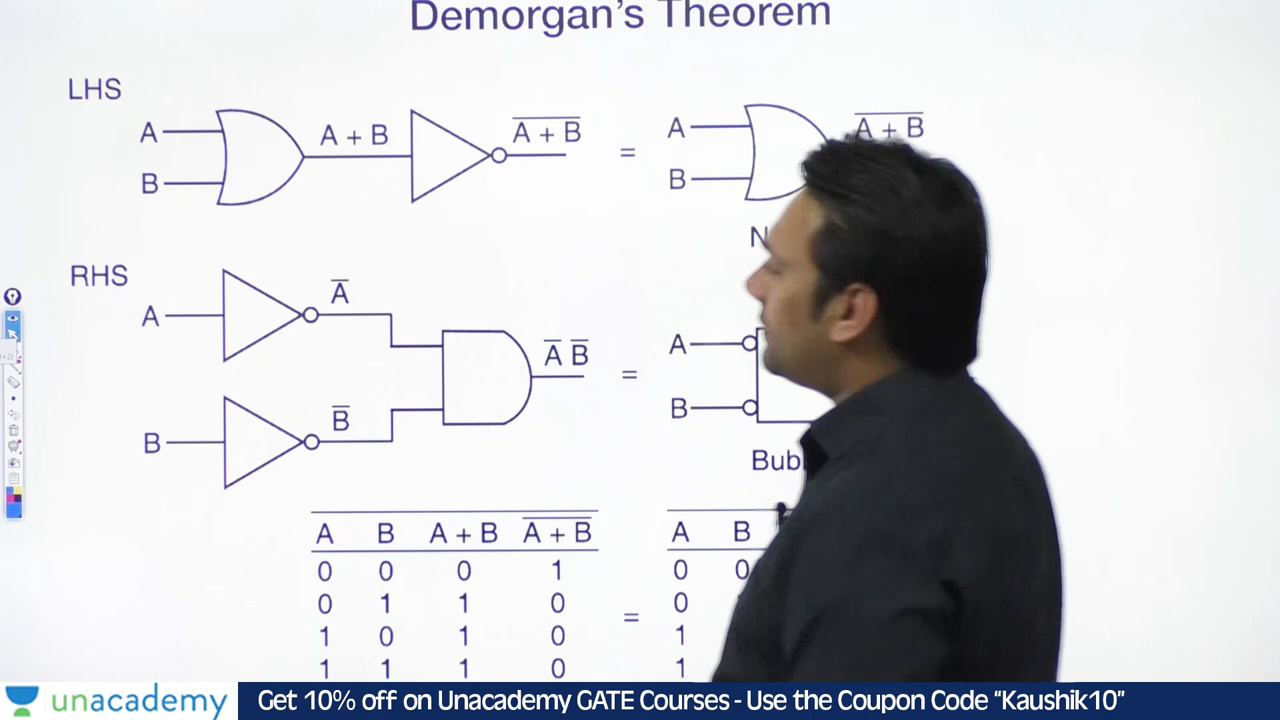 Demorgan's Theorem
LHS
A
B
A + B
A̅ ̅+̅ ̅B̅
=
A
B
A̅ ̅+̅ ̅B̅
RHS
A
A̅
B
B̅
A̅ B̅
=
A
B
A B A + B A̅ ̅+̅ ̅B̅
0 0 0 1
0 1 1 0
1 0 1 0
1 1 1 0
=
A B
0 0
0
1
1
unacademy
Get 10% off on Unacademy GATE Courses - Use the Coupon Code “Kaushik10”